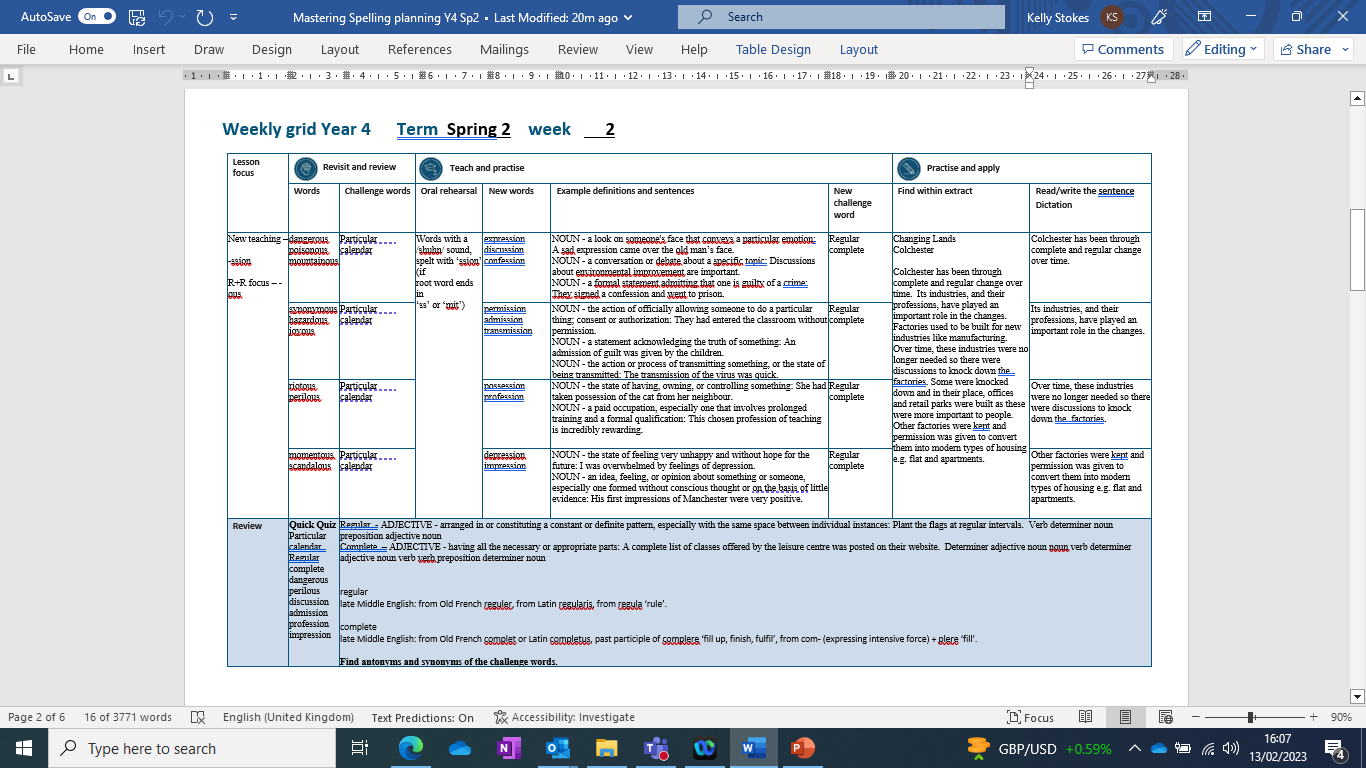 AutoSave On Mastering Spelling planning Y4 Sp2 • Last Modified: 20m ago Search Kelly Stokes KS
File Home Insert Draw Design Layout References Mailings Review View Help Table Design Layout Comments Editing Share
1 1 2 3 4 5 6 7 8 9 10 11 12 13 14 15 16 17 18 19 20 21 22 23 24 25 26 27 28
Weekly grid Year 4 Term Spring 2 week 2
Lesson
focus
Revisit and review
Teach and practise
Practise and apply
Words
Challenge words
Oral rehearsal
New words
Example definitions and sentences
New
challenge
word
Find within extract
Read/write the sentence
Dictation
New teaching –
-ssion
R+R focus – -
ous
dangerous
poisonous
mountainous
Particular
calendar
Words with a
/shuhn/ sound,
spelt with ‘ssion’
(if
root word ends
in
‘ss’ or ‘mit’)
expression
discussion
confession
NOUN - a look on someone's face that conveys a particular emotion:
A sad expression came over the old man’s face.
NOUN - a conversation or debate about a specific topic: Discussions
about environmental improvement are important.
NOUN - a formal statement admitting that one is guilty of a crime:
They signed a confession and went to prison.
Regular
complete
Changing Lands
Colchester
Colchester has been through
complete and regular change over
time. Its industries, and their
professions, have played an
important role in the changes.
Factories used to be built for new
industries like manufacturing.
Over time, these industries were no
longer needed so there were
discussions to knock down the
factories. Some were knocked
down and in their place, offices
and retail parks were built as these
were more important to people.
Other factories were kept and
permission was given to convert
them into modern types of housing
e.g. flat and apartments.
Colchester has been through
complete and regular change
over time.
synonymous
hazardous
joyous
Particular
calendar
permission
admission
transmission
NOUN - the action of officially allowing someone to do a particular
thing; consent or authorization: They had entered the classroom without
permission.
NOUN - a statement acknowledging the truth of something: An
admission of guilt was given by the children.
NOUN - the action or process of transmitting something, or the state of
being transmitted: The transmission of the virus was quick.
Regular
complete
Its industries, and their
professions, have played an
important role in the changes.
riotous
perilous
Particular
calendar
possession
profession
NOUN - the state of having, owning, or controlling something: She had
taken possession of the cat from her neighbour.
NOUN - a paid occupation, especially one that involves prolonged
training and a formal qualification: This chosen profession of teaching
is incredibly rewarding.
Regular
complete
Over time, these industries
were no longer needed so there
were discussions to knock
down the factories.
momentous
scandalous
Particular
calendar
depression
impression
NOUN - the state of feeling very unhappy and without hope for the
future: I was overwhelmed by feelings of depression.
NOUN - an idea, feeling, or opinion about something or someone,
especially one formed without conscious thought or on the basis of little
evidence: His first impressions of Manchester were very positive.
Regular
complete
Other factories were kept and
permission was given to
convert them into modern
types of housing e.g. flat and
apartments.
Review
Quick Quiz
Particular
calendar
Regular
complete
dangerous
perilous
discussion
admission
profession
impression
Regular - ADJECTIVE - arranged in or constituting a constant or definite pattern, especially with the same space between individual instances: Plant the flags at regular intervals. Verb determiner noun
preposition adjective noun
Complete – ADJECTIVE - having all the necessary or appropriate parts: A complete list of classes offered by the leisure centre was posted on their website. Determiner adjective noun noun verb determiner
adjective noun verb verb preposition determiner noun
regular
late Middle English: from Old French reguler, from Latin regularis, from regula ‘rule’.
complete
late Middle English: from Old French complet or Latin completus, past participle of complere ‘fill up, finish, fulfil’, from com- (expressing intensive force) + plere ‘fill’.
Find antonyms and synonyms of the challenge words.
Page 2 of 6 16 of 3771 words English (United Kingdom) Text Predictions: On Accessibility: Investigate Focus 90%
Type here to search GBP/USD +0.59% 16:07
13/02/2023 4